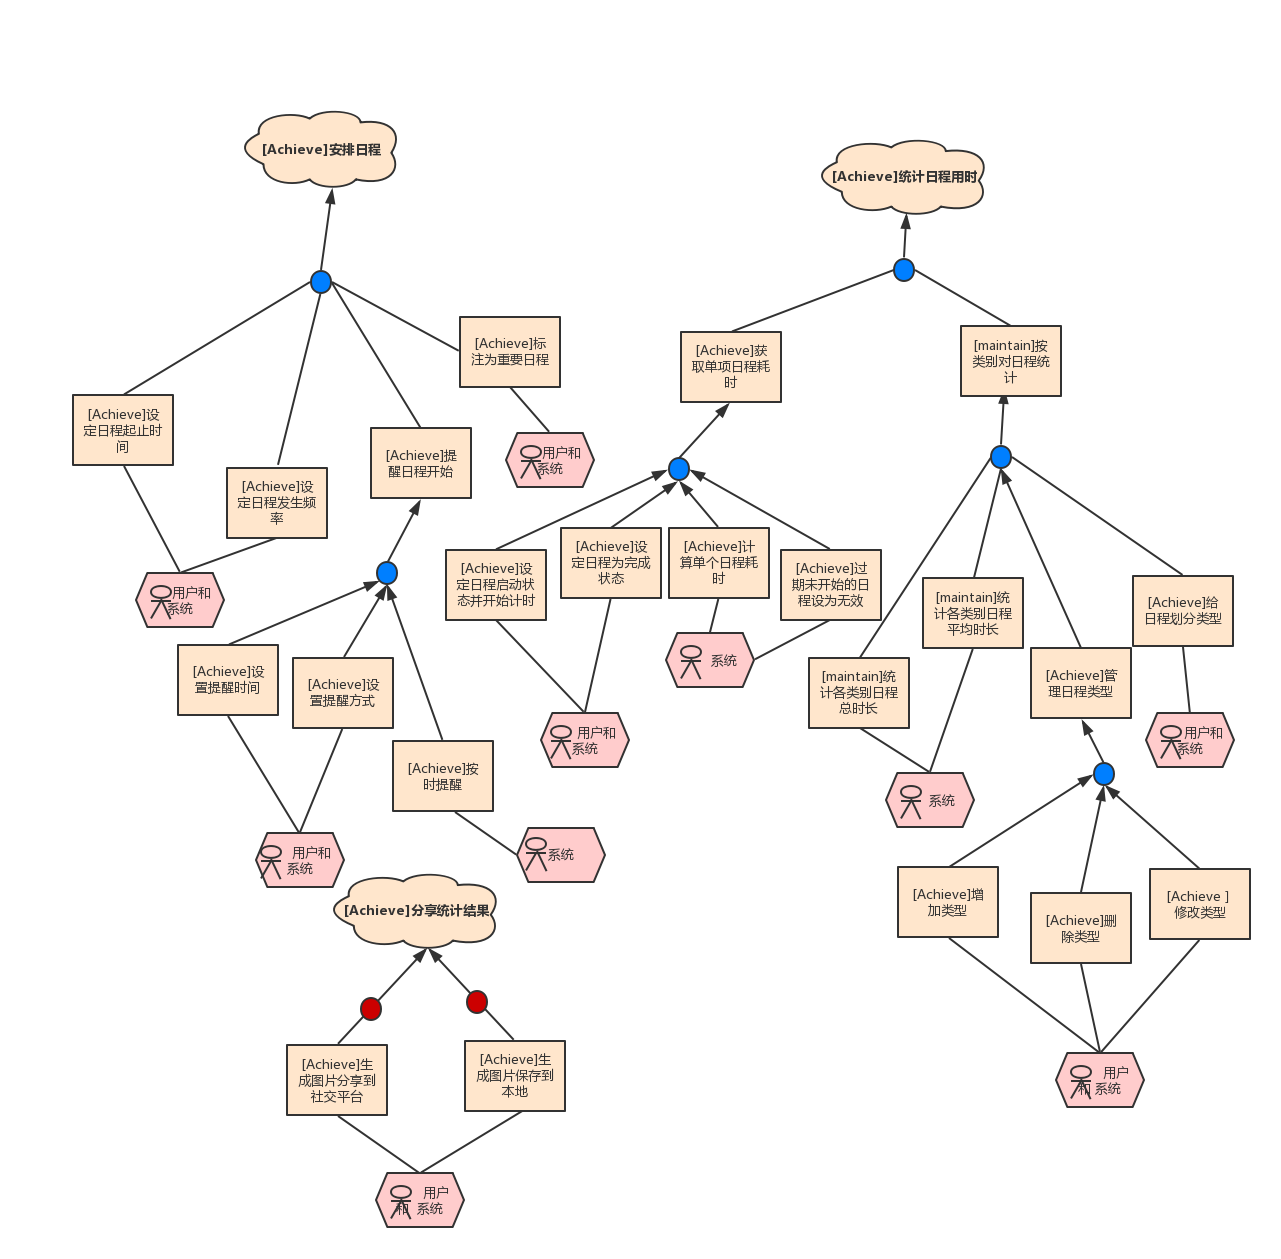 [Achieve]安排日程
[Achieve]统计日程用时
[Achieve]标
注为重要日程
[Achieve]获
取单项日程耗
时
[maintain]按
类别对日程统
计
[Achieve]设
定日程起止时
间
[Achieve]提
醒日程开始
用户和
系统
[Achieve]设
定日程发生频
率
[Achieve]设
定日程启动状
态并开始计时
[Achieve]设
定日程为完成
状态
[Achieve]计
算单个日程耗
时
[Achieve]过
期未开始的日
程设为无效
[maintain]统
计各类别日程
平均时长
[Achieve]给
日程划分类型
用户和
系统
[Achieve]设
置提醒时间
[Achieve]设
置提醒方式
系统
[maintain]统
计各类别日程
总时长
[Achieve]管
理日程类型
用户和
系统
用户和
系统
[Achieve]按
时提醒
系统
用户和
系统
系统
[Achieve]分享统计结果
[Achieve]增
加类型
[Achieve]删
除类型
[Achieve ]
修改类型
[Achieve]生
成图片分享到
社交平台
[Achieve]生
成图片保存到
本地
用户
和 系统
用户
和 系统